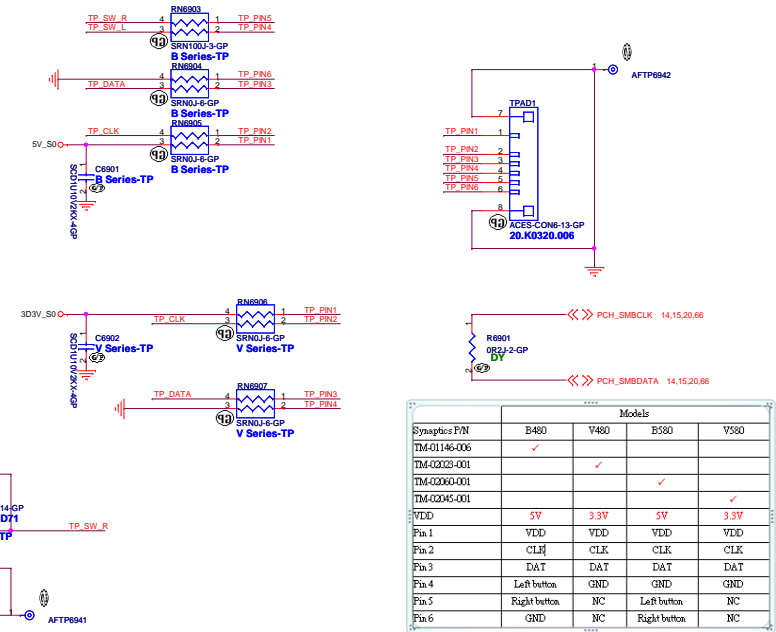 RN6903
TP_SW_R 4 1 TP_PIN5
TP_SW_L 3 2 TP_PIN4
SRN100J-3-GP
B Series-TP
RN6904
4 1 TP_PIN6
TP_DATA 3 2 TP_PIN3
SRN0J-6-GP
B Series-TP
RN6905
TP_CLK 4 1 TP_PIN2
5V_S0 3 2 TP_PIN1
SRN0J-6-GP
B Series-TP
1
C6901
B Series-TP
2
SCD1U10V2KX-4GP
1
AFTP6942
TPAD1
7
TP_PIN1 1
TP_PIN2 2
TP_PIN3 3
TP_PIN4 4
TP_PIN5 5
TP_PIN6 6
8
ACES-CON6-13-GP
20.K0320.006
RN6906
3D3V_S0 4 1 TP_PIN1
TP_CLK 3 2 TP_PIN2
SRN0J-6-GP
V Series-TP
1
C6902
V Series-TP
2
SCD1U10V2KX-4GP
RN6907
TP_DATA 4 1 TP_PIN3
3 2 TP_PIN4
SRN0J-6-GP
V Series-TP
PCH_SMBCLK 14,15,20,66
1
R6901
0R2J-2-GP
DY
2
PCH_SMBDATA 14,15,20,66
14-GP
D71
TP
TP_SW_R
1
AFTP6941
Models
Synaptics P/N B480 V480 B580 V580
TM-01146-006 ✓
TM-02023-001 ✓
TM-02060-001 ✓
TM-02045-001 ✓
VDD 5V 3.3V 5V 3.3V
Pin 1 VDD VDD VDD VDD
Pin 2 CLK CLK CLK CLK
Pin 3 DAT DAT DAT DAT
Pin 4 Left button GND GND GND
Pin 5 Right button NC Left button NC
Pin 6 GND NC Right button NC